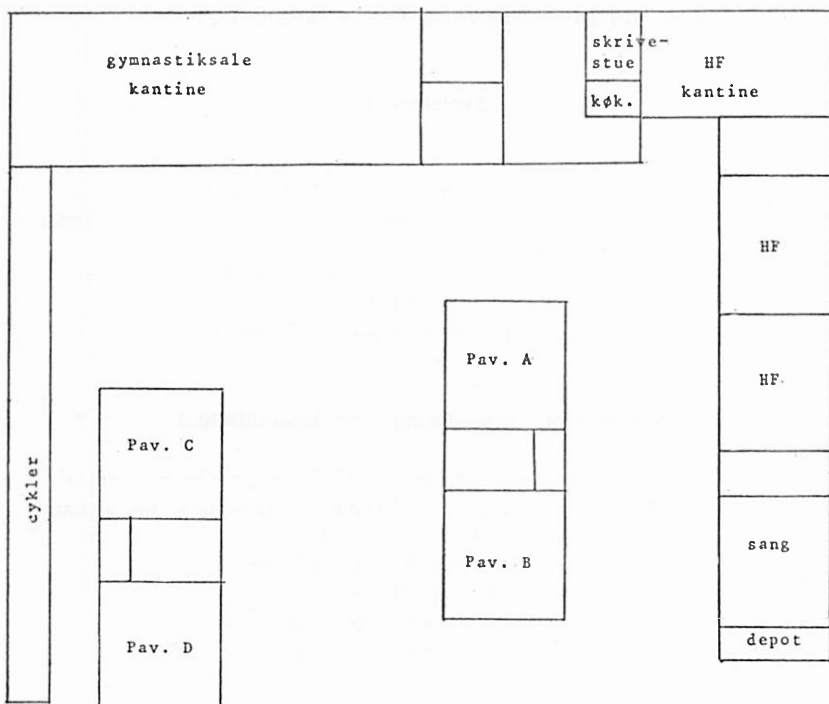 gymnastiksale
kantine
skrive-
stue
køk.
HF
kantine
HF
HF
sang
depot
Pav. A
Pav. B
Pav. C
Pav. D
cykler